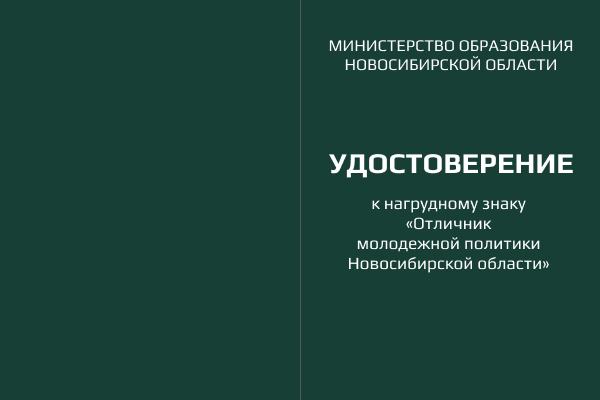 МИНИСТЕРСТВО ОБРАЗОВАНИЯ
НОВОСИБИРСКОЙ ОБЛАСТИ
УДОСТОВЕРЕНИЕ
к нагрудному знаку
«Отличник
молодежной политики
Новосибирской области»